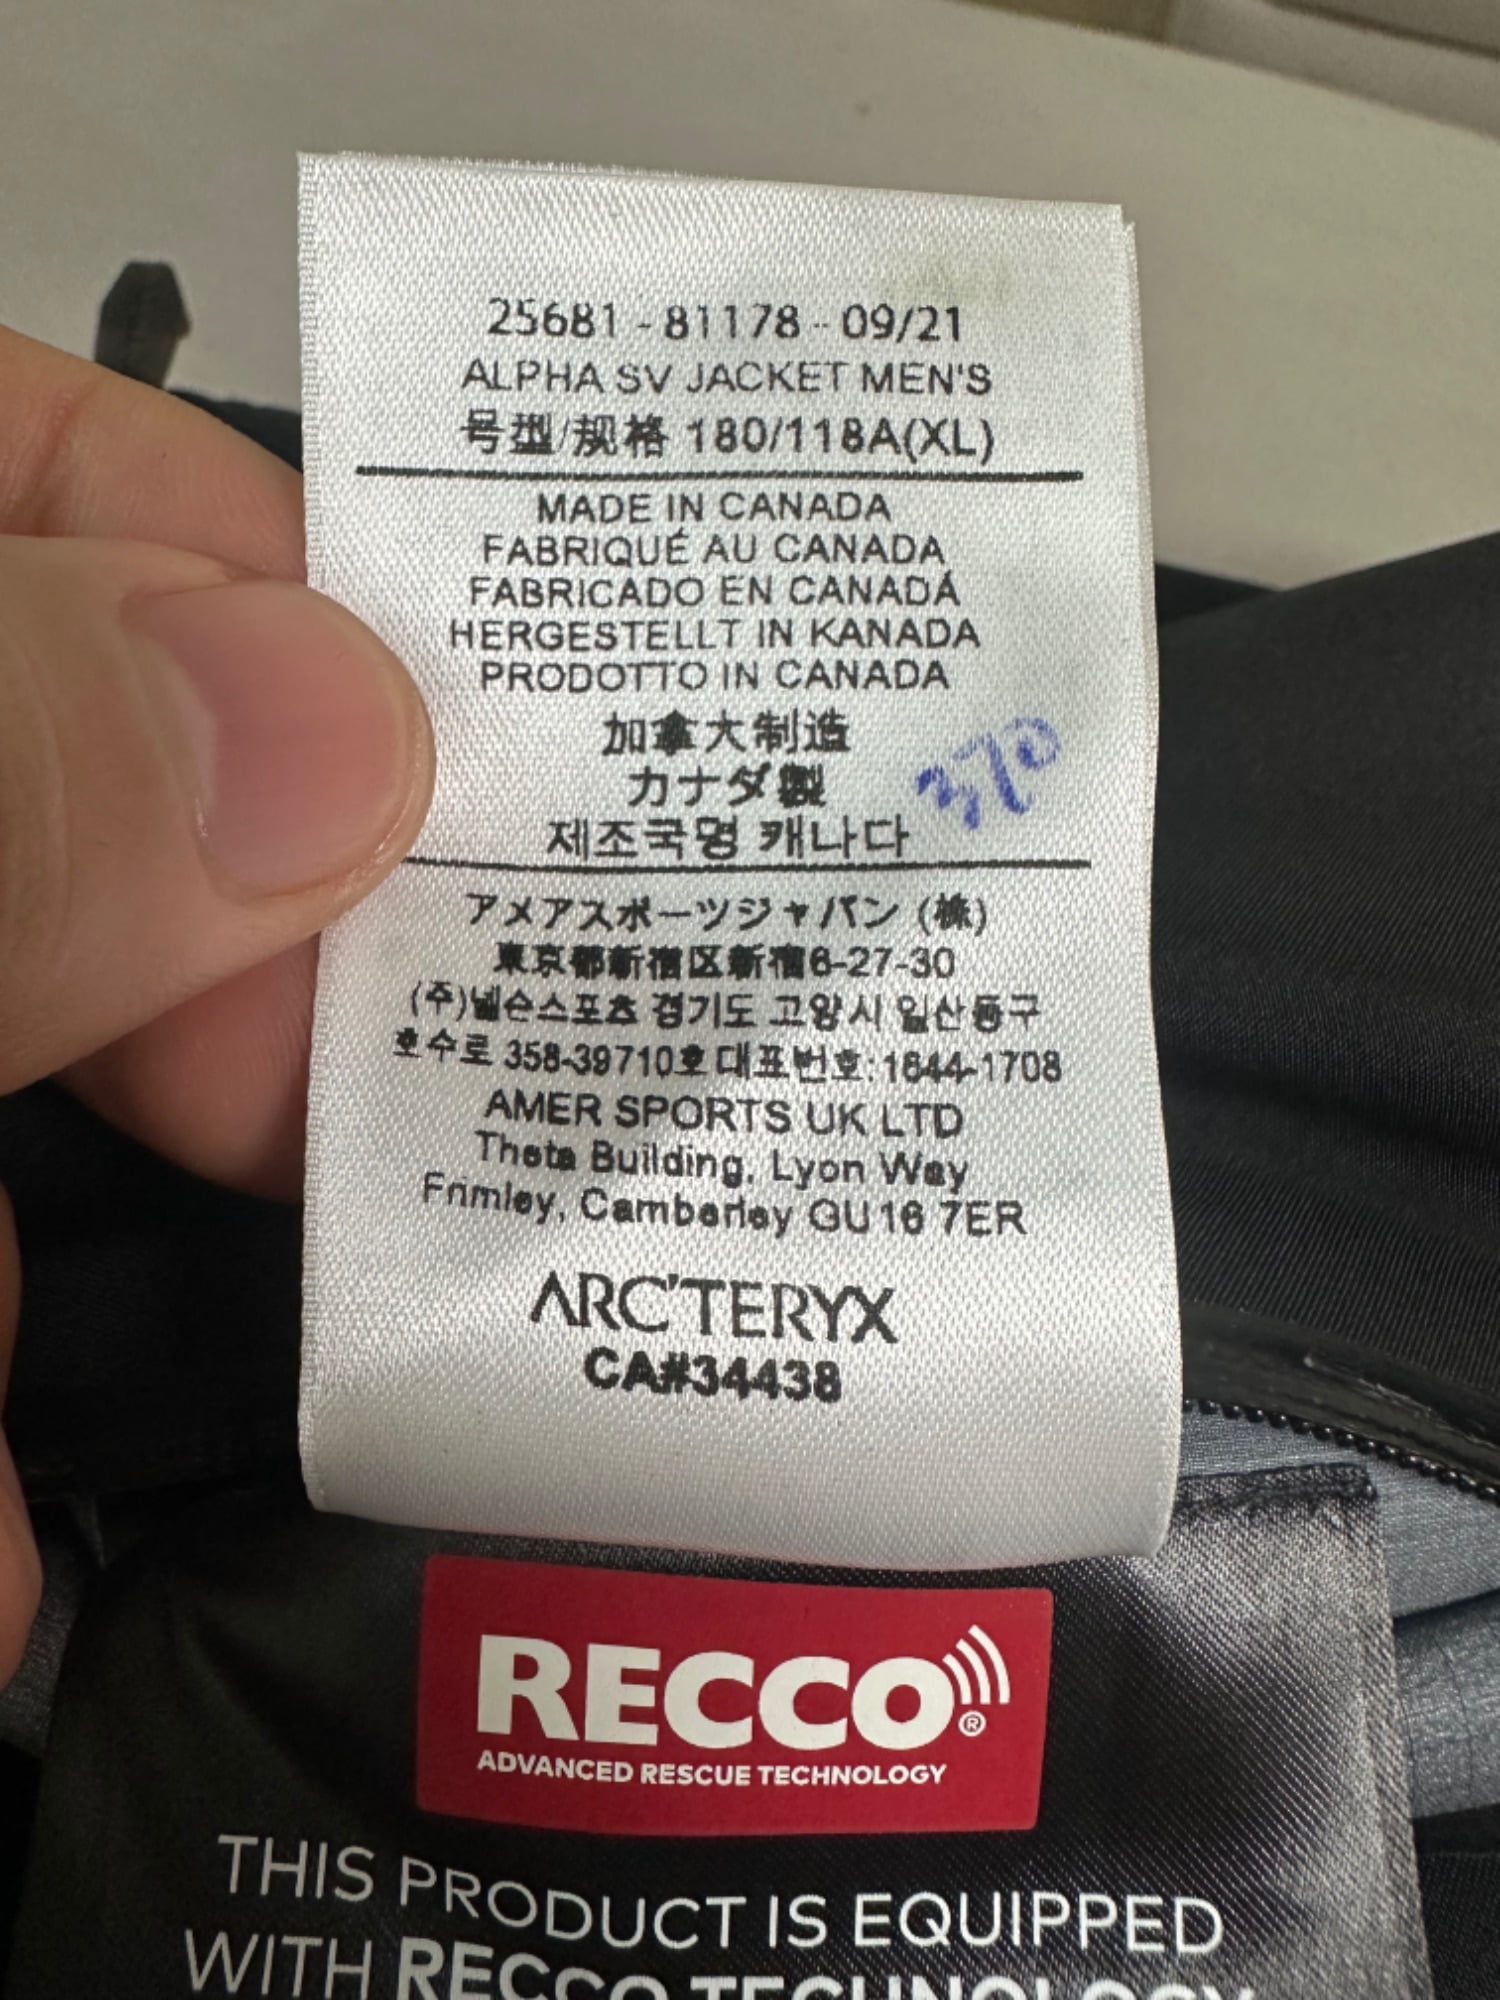 25681 - 81178 - 09/21
ALPHA SV JACKET MEN'S
号型/规格 180/118A(XL)
MADE IN CANADA
FABRIQUÉ AU CANADA
FABRICADO EN CANADÁ
HERGESTELLT IN KANADA
PRODOTTO IN CANADA
加拿大制造
カナダ製
370
제조국명 캐나다
アメアスポーツジャパン (株)
東京都新宿区新宿6-27-30
(주)넬슨스포츠 경기도 고양시 일산동구
호수로 358-39710호 대표번호: 1644-1708
AMER SPORTS UK LTD
Theta Building, Lyon Way
Frimley, Camberley GU16 7ER
ARC'TERYX
CA#34438
RECCO®
ADVANCED RESCUE TECHNOLOGY
THIS PRODUCT IS EQUIPPED
WITH RECCO TECHNOLOGY